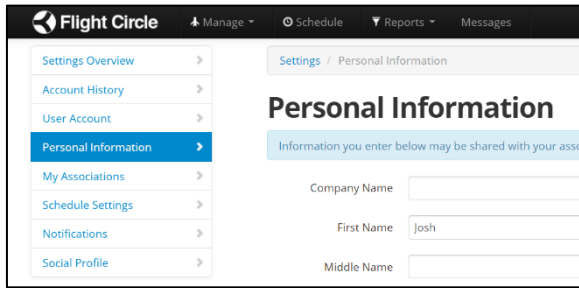 Flight Circle Manage Schedule Reports Messages
Settings Overview
Account History
User Account
Personal Information
My Associations
Schedule Settings
Notifications
Social Profile
Settings / Personal Information
Personal Information
Information you enter below may be shared with your
Company Name
First Name Josh
Middle Name